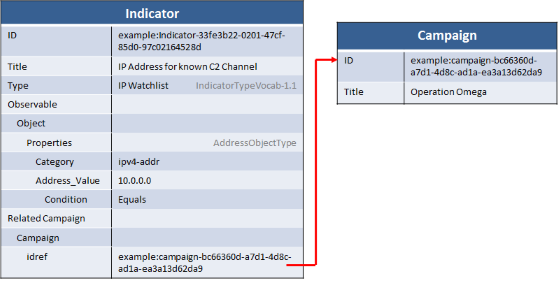 Indicator
ID example:Indicator-33fe3b22-0201-47cf-
85d0-97c02164528d
Title IP Address for known C2 Channel
Type IP Watchlist IndicatorTypeVocab-1.1
Observable
Object
Properties AddressObjectType
Category ipv4-addr
Address_Value 10.0.0.0
Condition Equals
Related Campaign
Campaign
idref example:campaign-bc66360d-a7d1-4d8c-
ad1a-ea3a13d62da9
Campaign
ID example:campaign-bc66360d-
a7d1-4d8c-ad1a-ea3a13d62da9
Title Operation Omega